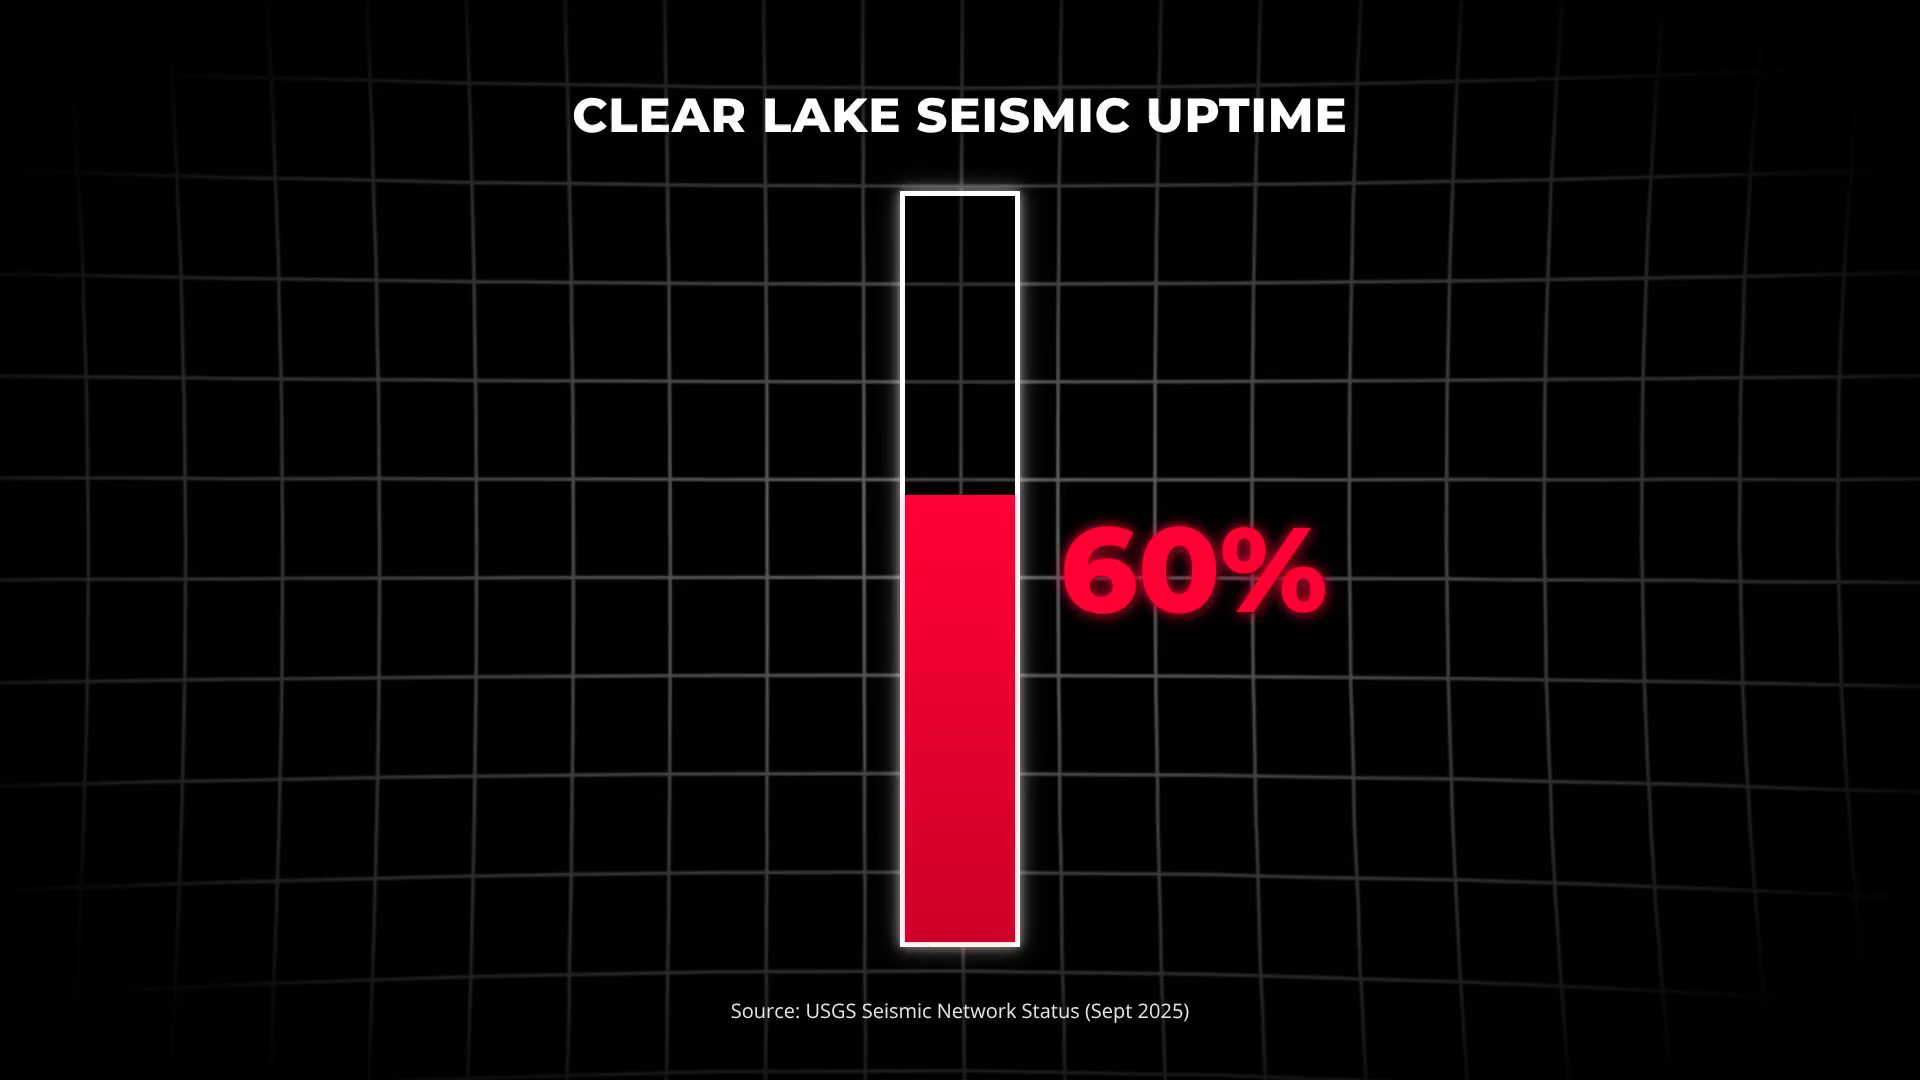 CLEAR LAKE SEISMIC UPTIME
60%
Source: USGS Seismic Network Status (Sept 2025)